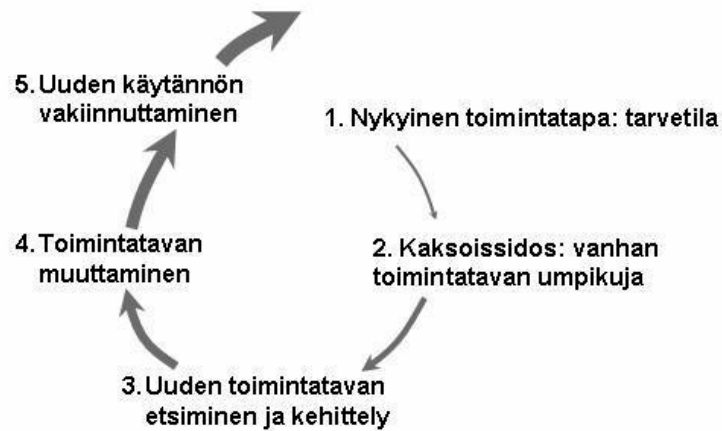 1. Nykyinen toimintatapa: tarvetila
2. Kaksoissidos: vanhan
toimintatavan umpikuja
3. Uuden toimintatavan
etsiminen ja kehittely
4. Toimintatavan
muuttaminen
5. Uuden käytännön
vakiinnuttaminen